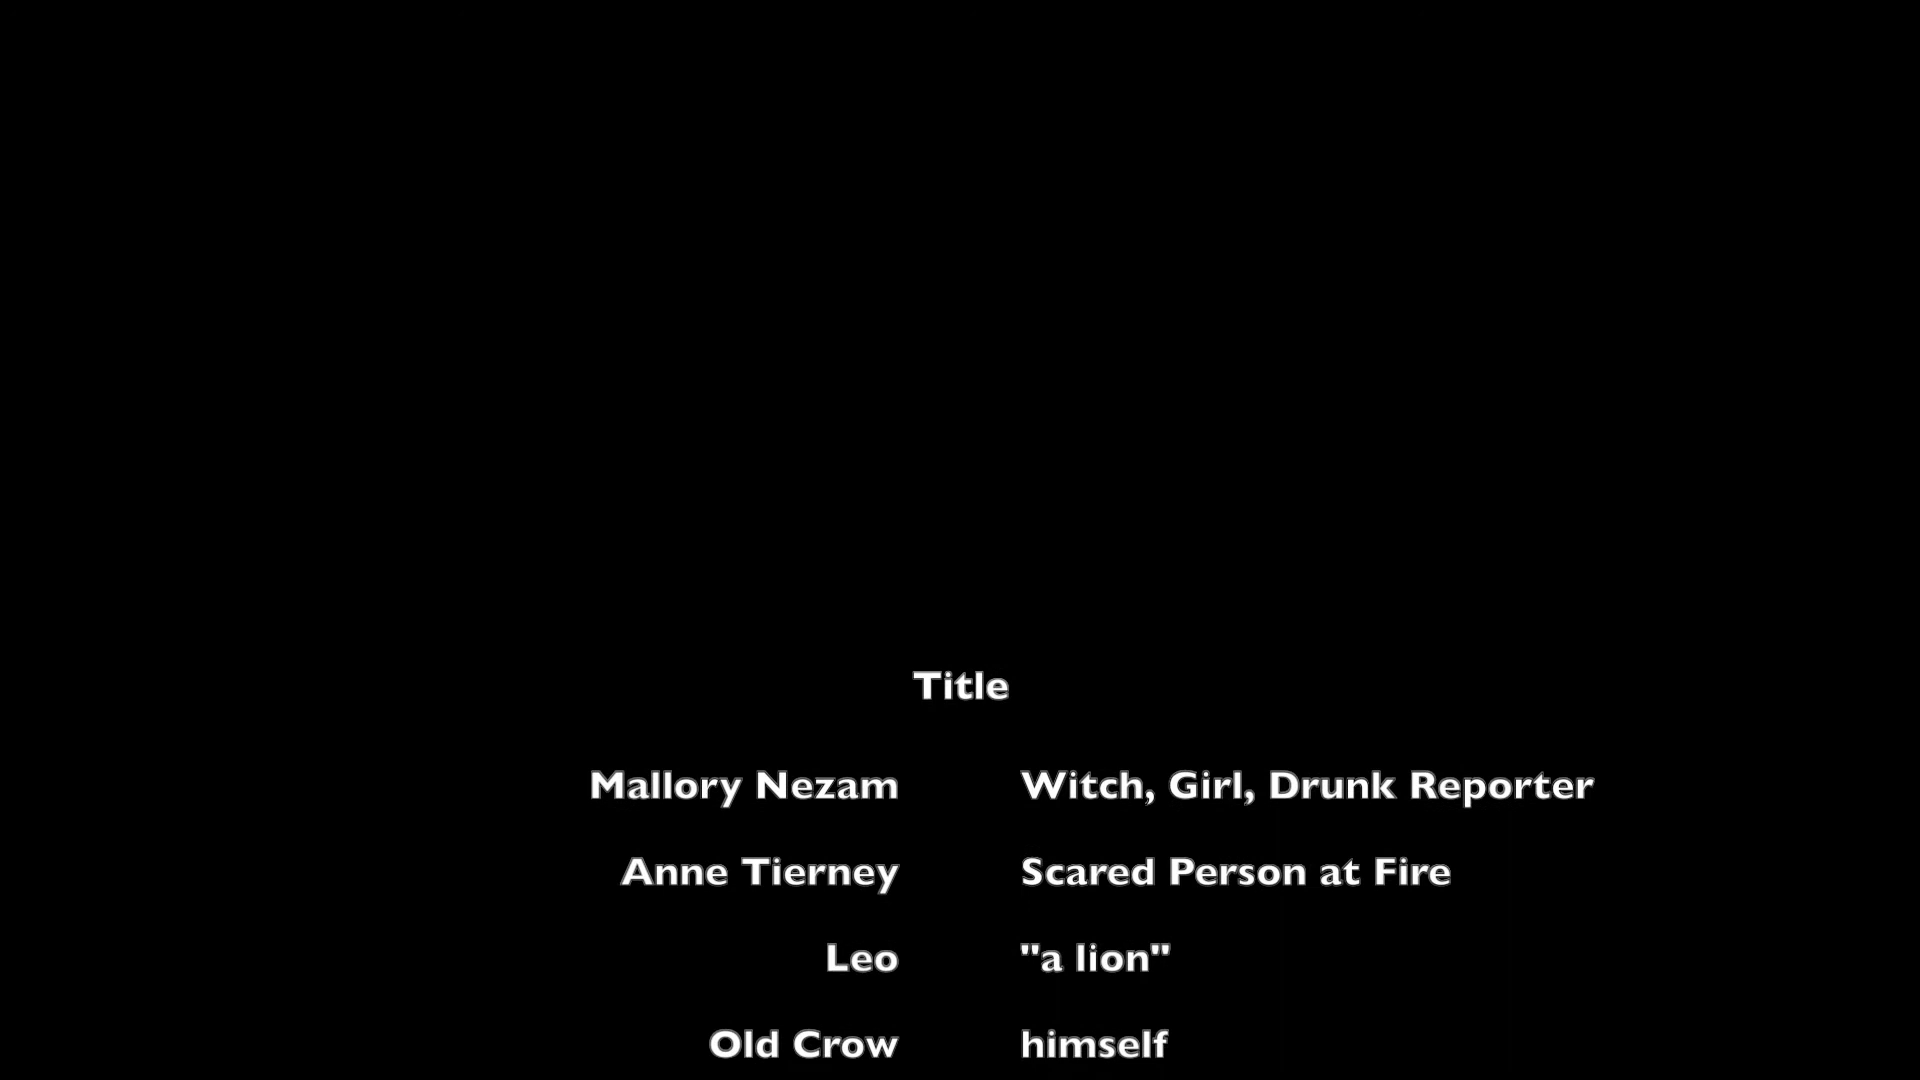 Title
Mallory Nezam Witch, Girl, Drunk Reporter
Anne Tierney Scared Person at Fire
Leo "a lion"
Old Crow himself